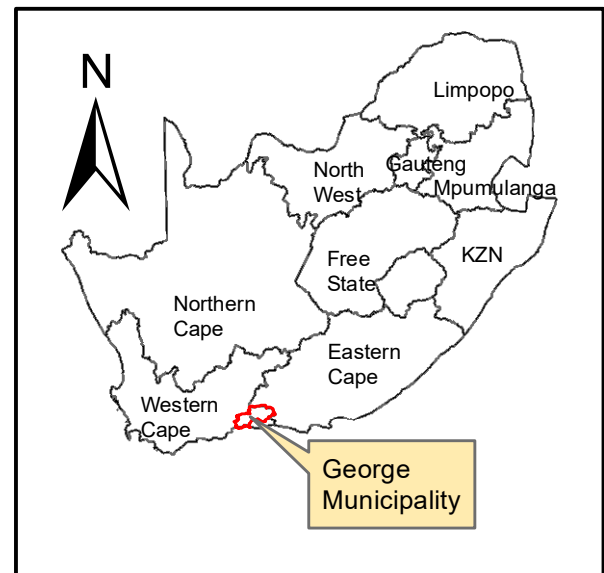 N
Limpopo
North
West
Gauteng
Mpumulanga
Free
State
KZN
Northern
Cape
Eastern
Cape
Western
Cape
George
Municipality